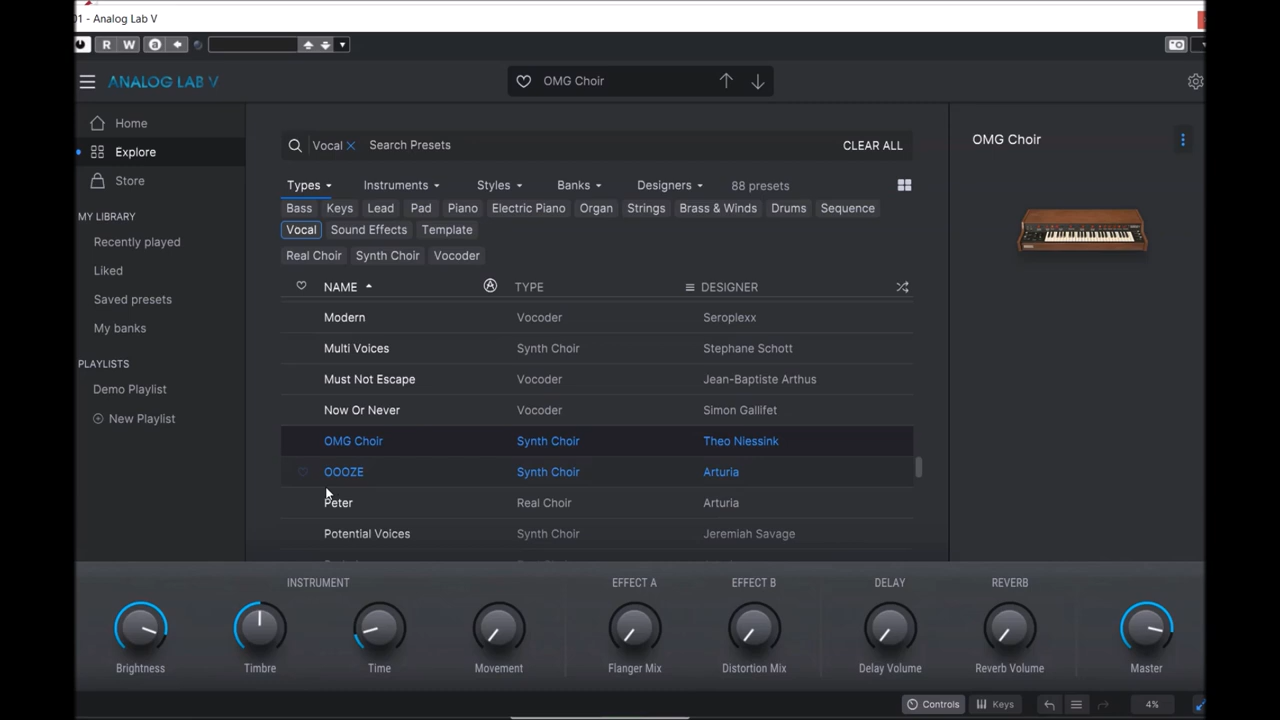 01 - Analog Lab V
R W
ANALOG LAB V
OMG Choir
Home
Explore
Store
MY LIBRARY
Recently played
Liked
Saved presets
My banks
PLAYLISTS
Demo Playlist
New Playlist
Vocal Search Presets CLEAR ALL
Types Instruments Styles Banks Designers 88 presets
Bass Keys Lead Pad Piano Electric Piano Organ Strings Brass & Winds Drums Sequence
Vocal Sound Effects Template
Real Choir Synth Choir Vocoder
NAME TYPE DESIGNER
Modern Vocoder Seroplexx
Multi Voices Synth Choir Stephane Schott
Must Not Escape Vocoder Jean-Baptiste Arthus
Now Or Never Vocoder Simon Gallifet
OMG Choir Synth Choir Theo Niessink
OOOZE Synth Choir Arturia
Peter Real Choir Arturia
Potential Voices Synth Choir Jeremiah Savage
OMG Choir
INSTRUMENT EFFECT A EFFECT B DELAY REVERB
Brightness Timbre Time Movement Flanger Mix Distortion Mix Delay Volume Reverb Volume Master
Controls Keys 4%